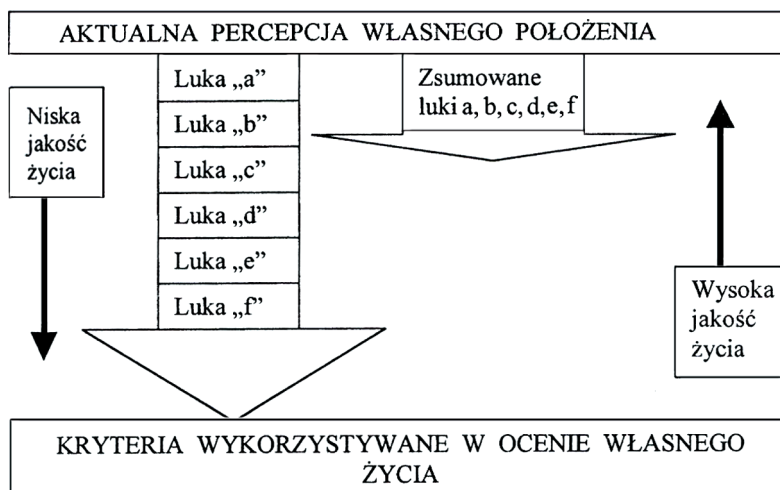 AKTUALNA PERCEPCJA WŁASNEGO POŁOŻENIA
Luka „a”
Luka „b”
Luka „c”
Luka „d”
Luka „e”
Luka „f”
Zsumowane
luki a, b, c, d,e, f
Niska
jakość
życia
Wysoka
jakość
życia
KRYTERIA WYKORZYSTYWANE W OCENIE WŁASNEGO
ŻYCIA